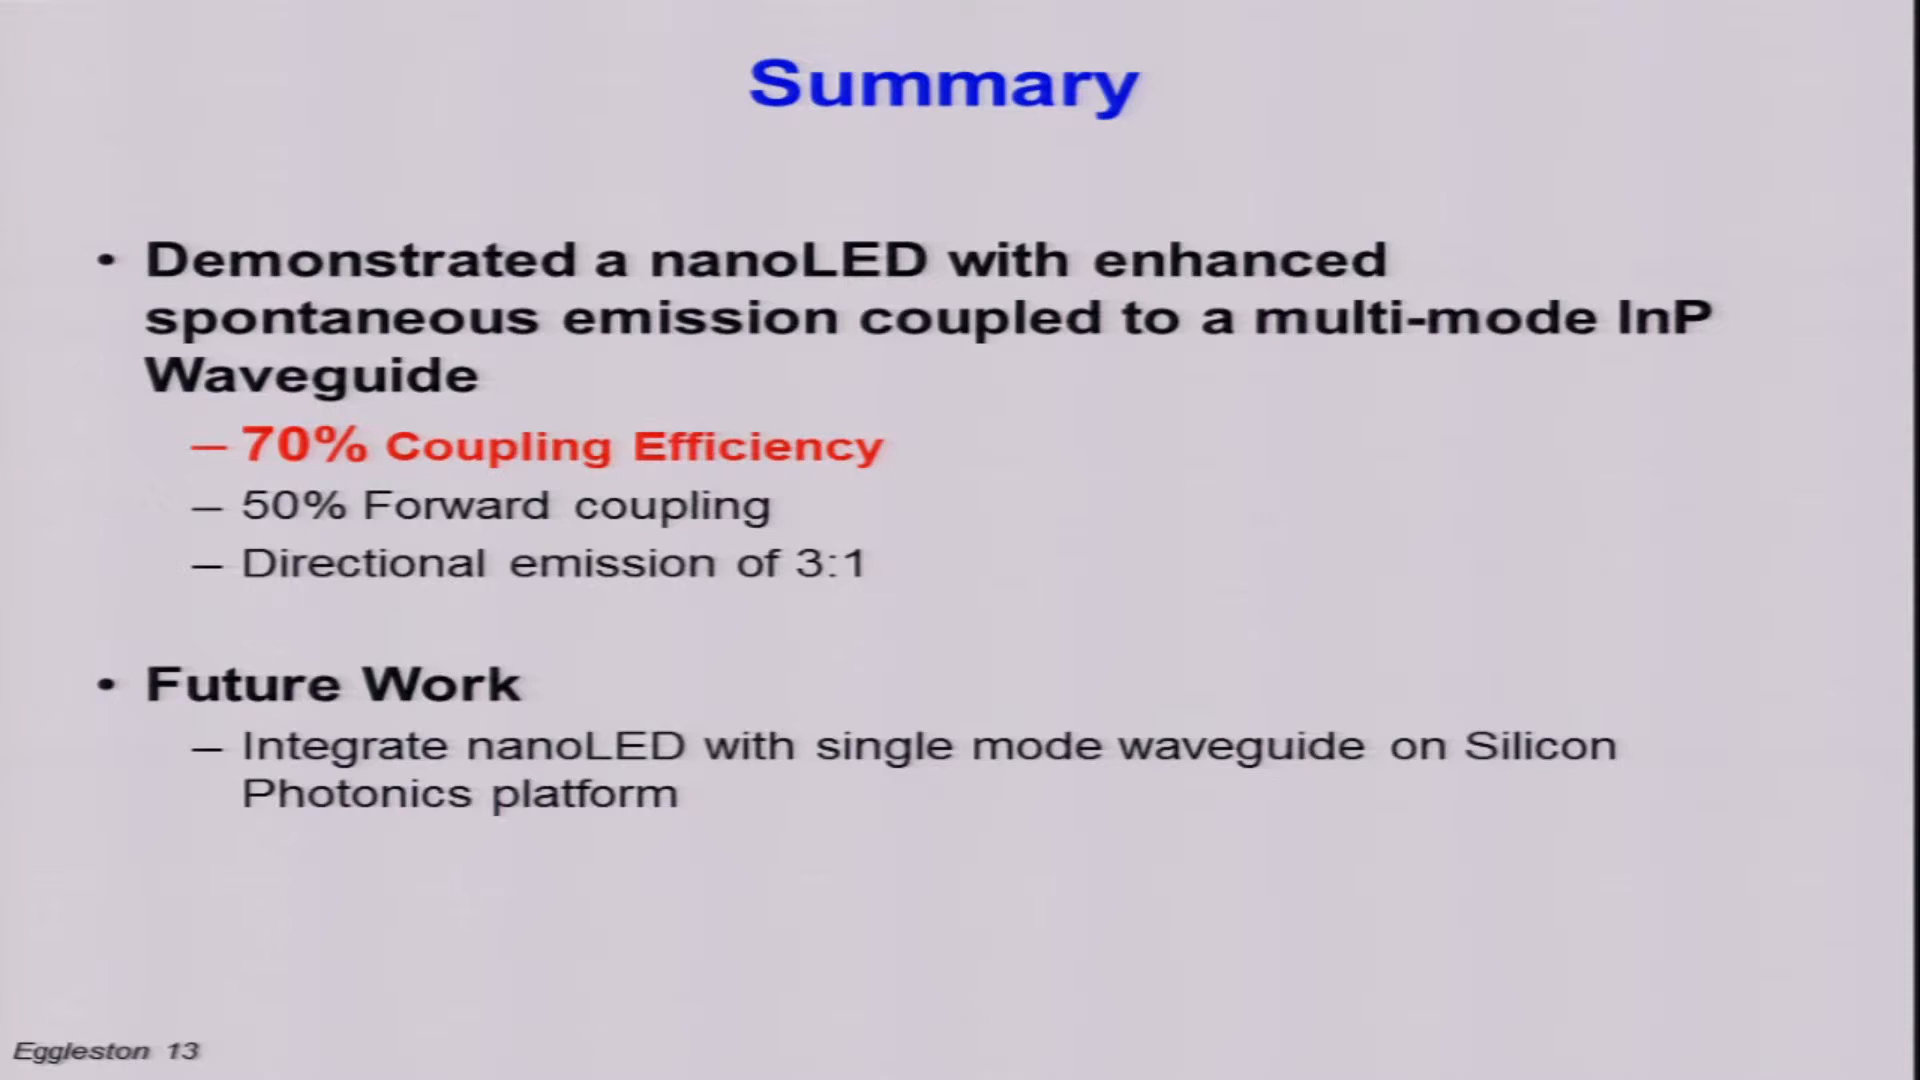 Summary
• Demonstrated a nanoLED with enhanced
spontaneous emission coupled to a multi-mode InP
Waveguide
– 70% Coupling Efficiency
– 50% Forward coupling
– Directional emission of 3:1
• Future Work
– Integrate nanoLED with single mode waveguide on Silicon
Photonics platform
Eggleston 13